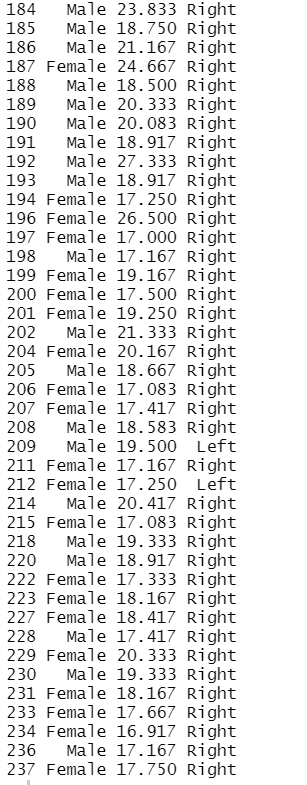 184   Male 23.833 Right
185   Male 18.750 Right
186   Male 21.167 Right
187 Female 24.667 Right
188   Male 18.500 Right
189   Male 20.333 Right
190   Male 20.083 Right
191   Male 18.917 Right
192   Male 27.333 Right
193   Male 18.917 Right
194 Female 17.250 Right
196 Female 26.500 Right
197 Female 17.000 Right
198   Male 17.167 Right
199 Female 19.167 Right
200 Female 17.500 Right
201 Female 19.250 Right
202   Male 21.333 Right
204 Female 20.167 Right
205   Male 18.667 Right
206 Female 17.083 Right
207 Female 17.417 Right
208   Male 18.583 Right
209   Male 19.500  Left
211 Female 17.167 Right
212 Female 17.250  Left
214   Male 20.417 Right
215 Female 17.083 Right
218   Male 19.333 Right
220   Male 18.917 Right
222 Female 17.333 Right
223 Female 18.167 Right
227 Female 18.417 Right
228   Male 17.417 Right
229 Female 20.333 Right
230   Male 19.333 Right
231 Female 18.167 Right
233 Female 17.667 Right
234 Female 16.917 Right
236   Male 17.167 Right
237 Female 17.750 Right